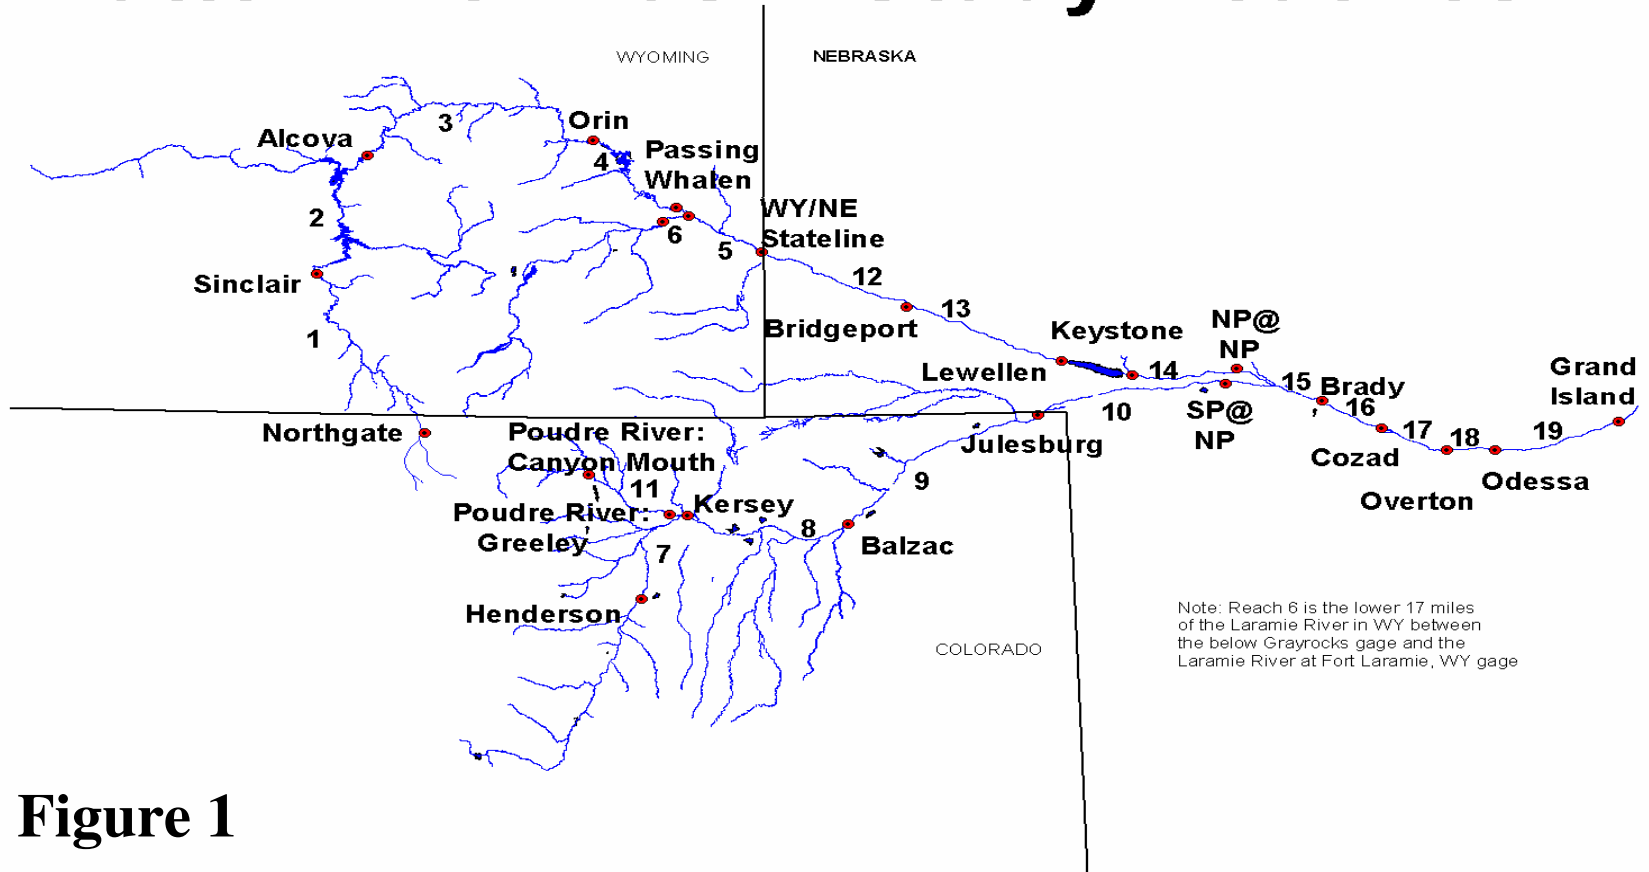 WYOMING
NEBRASKA
Orin
3
Alcova
4
Passing
Whalen
WY/NE
Stateline
2
6
5
12
Sinclair
13
Bridgeport
1
Keystone
NP@
NP
Lewellen
14
15
Brady
Grand
Island
10
SP@
NP
16
17
18
19
Northgate
Poudre River:
Canyon Mouth
Julesburg
Cozad
Odessa
Overton
11
9
Poudre River:
Greeley
Kersey
8
Balzac
7
Henderson
COLORADO
Note: Reach 6 is the lower 17 miles
of the Laramie River in WY between
the below Grayrocks gage and the
Laramie River at Fort Laramie, WY gage
Figure 1